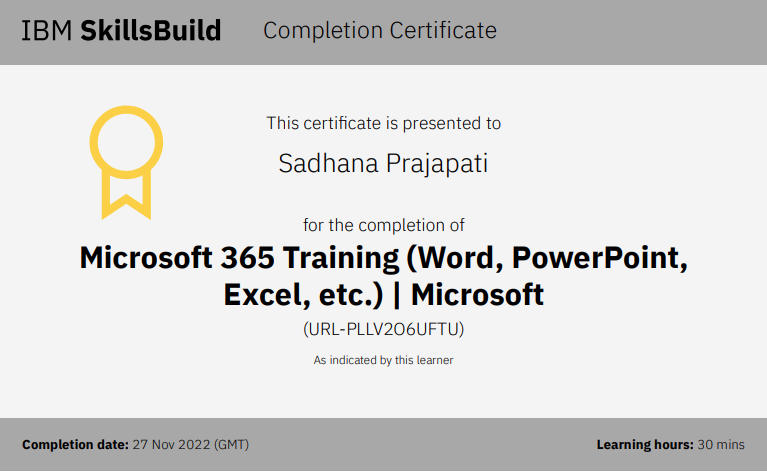 IBM SkillsBuild Completion Certificate
This certificate is presented to
Sadhana Prajapati
for the completion of
Microsoft 365 Training (Word, PowerPoint,
Excel, etc.) | Microsoft
(URL-PLLV2O6UFTU)
As indicated by this learner
Completion date: 27 Nov 2022 (GMT) Learning hours: 30 mins